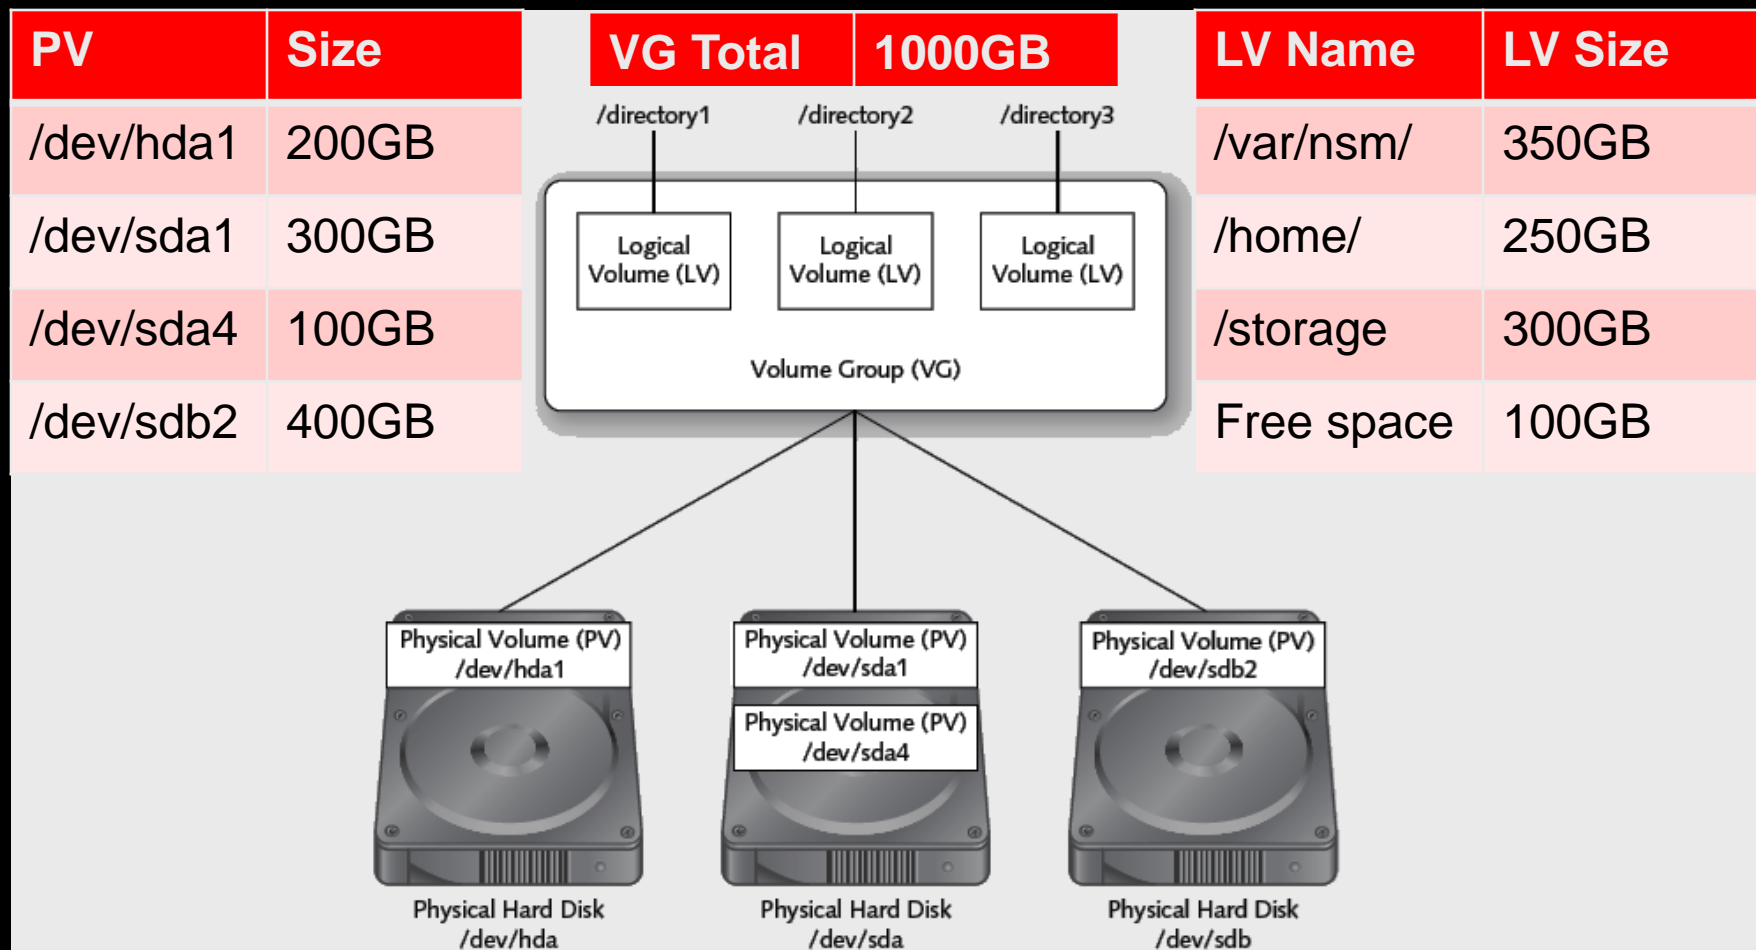 PV Size
/dev/hda1 200GB
/dev/sda1 300GB
/dev/sda4 100GB
/dev/sdb2 400GB
VG Total 1000GB
/directory1 /directory2 /directory3
Logical
Volume (LV)
Logical
Volume (LV)
Logical
Volume (LV)
Volume Group (VG)
LV Name LV Size
/var/nsm/ 350GB
/home/ 250GB
/storage 300GB
Free space 100GB
Physical Volume (PV)
/dev/hda1
Physical Volume (PV)
/dev/sda1
Physical Volume (PV)
/dev/sda4
Physical Volume (PV)
/dev/sdb2
Physical Hard Disk
/dev/hda
Physical Hard Disk
/dev/sda
Physical Hard Disk
/dev/sdb